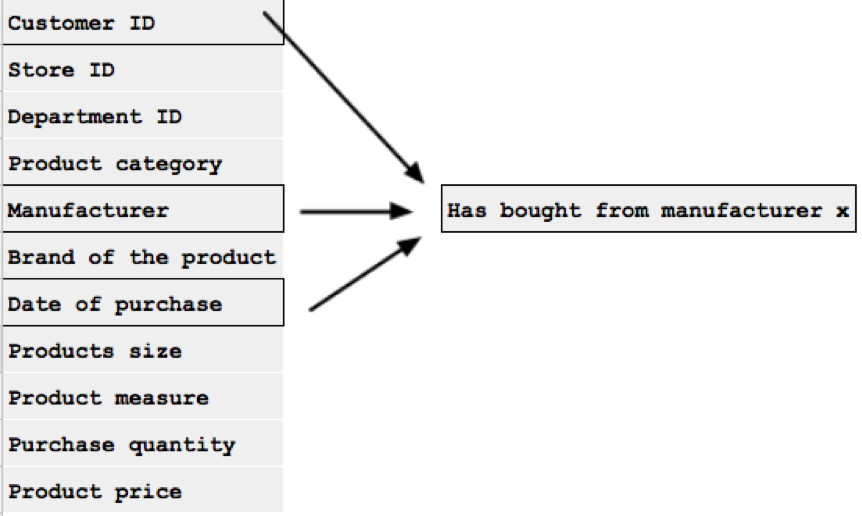 Customer ID
Store ID
Department ID
Product category
Manufacturer
Has bought from manufacturer x
Brand of the product
Date of purchase
Products size
Product measure
Purchase quantity
Product price